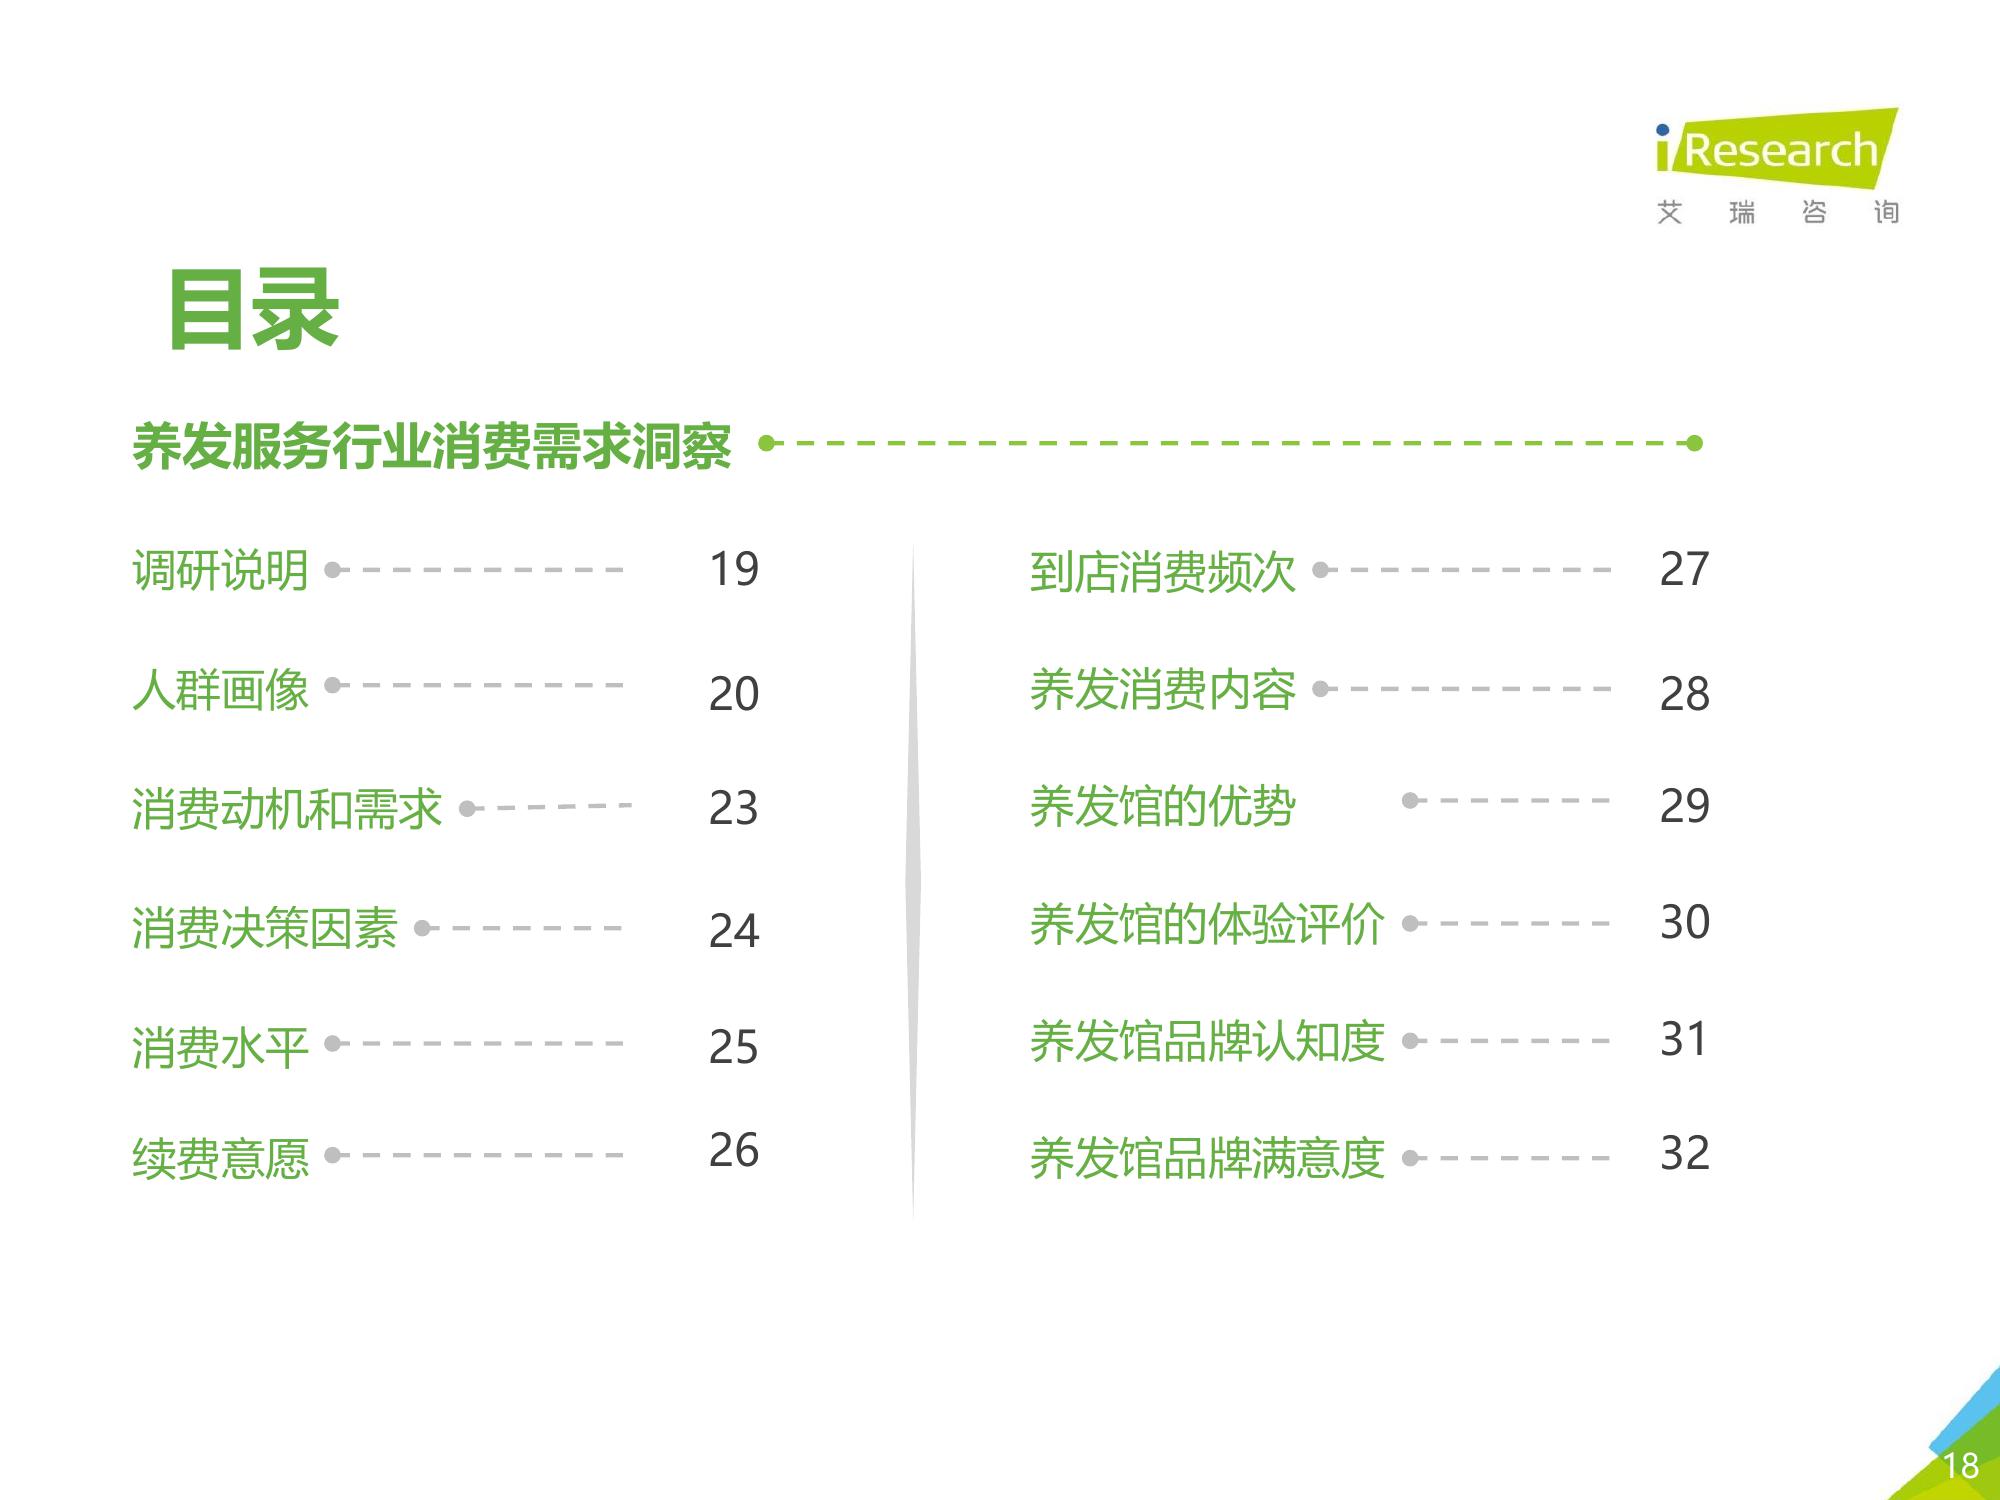 iResearch
艾瑞咨询
目录
养发服务行业消费需求洞察
调研说明 19
人群画像 20
消费动机和需求 23
消费决策因素 24
消费水平 25
续费意愿 26
到店消费频次 27
养发消费内容 28
养发馆的优势 29
养发馆的体验评价 30
养发馆品牌认知度 31
养发馆品牌满意度 32
18